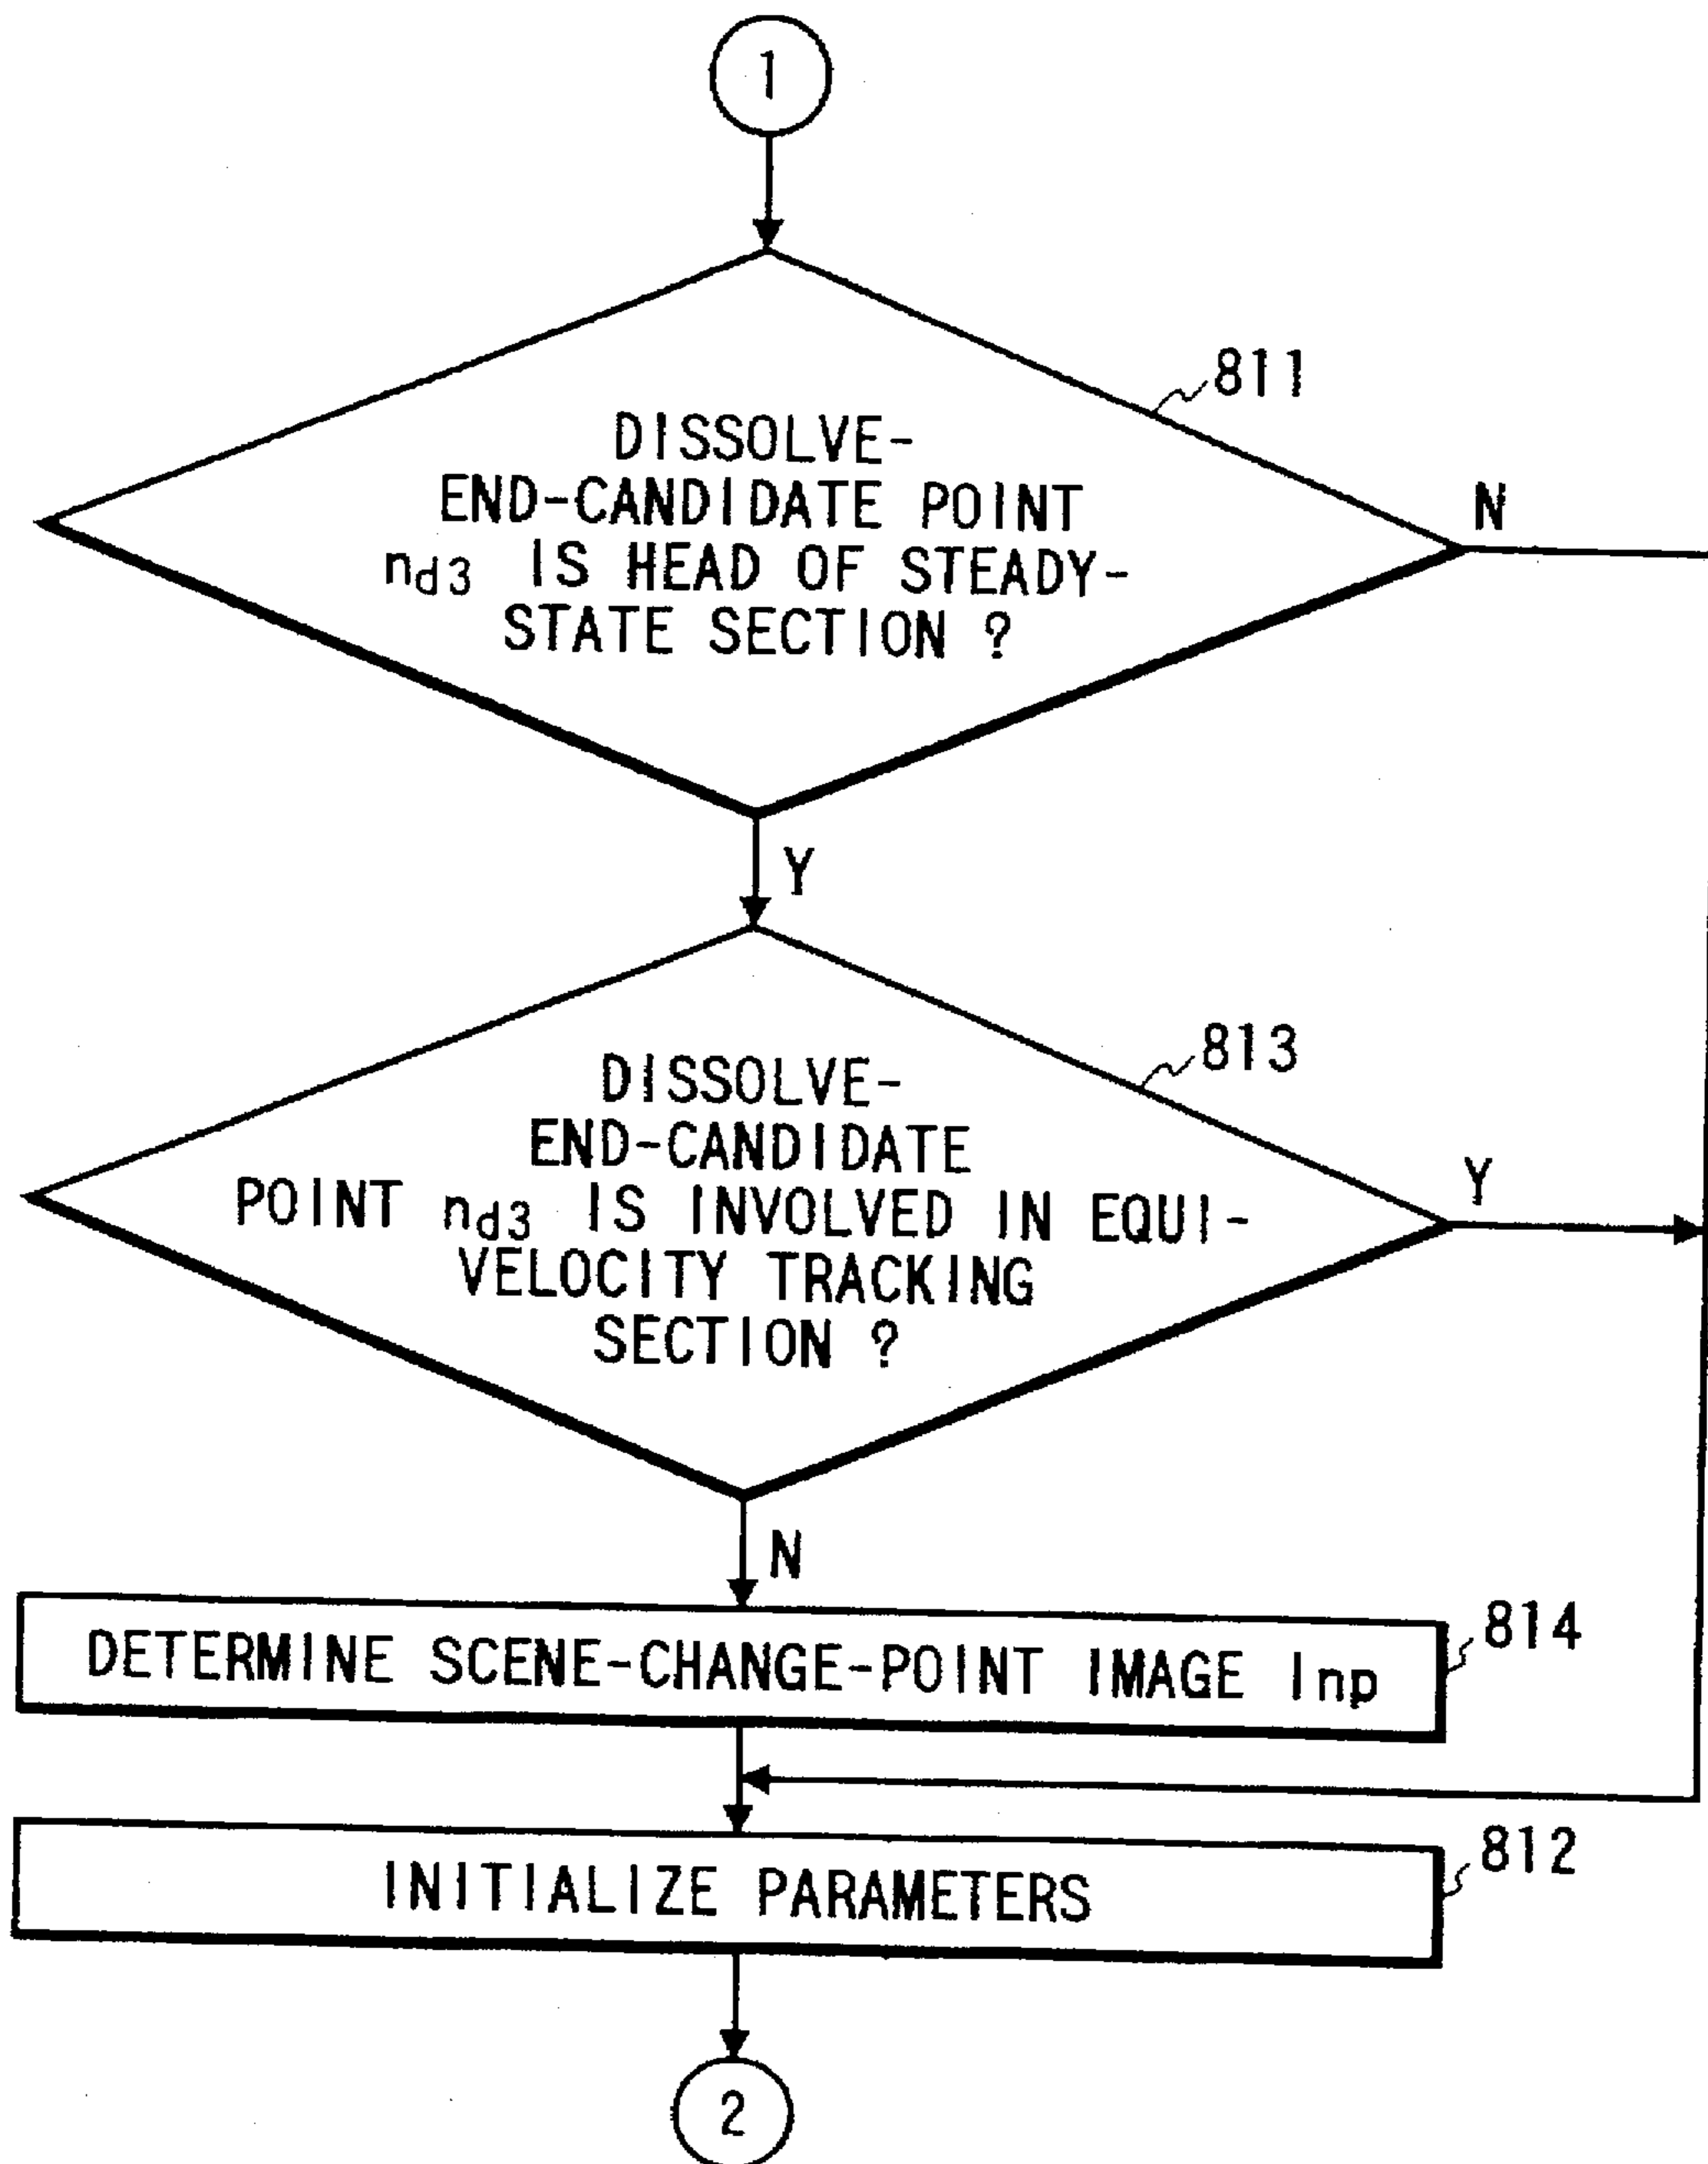 1
811
DISSOLVE-
END-CANDIDATE POINT
nd3 IS HEAD OF STEADY-
STATE SECTION ?
N
Y
813
DISSOLVE-
END-CANDIDATE
POINT nd3 IS INVOLVED IN EQUI-
VELOCITY TRACKING
SECTION ?
Y
N
814
DETERMINE SCENE-CHANGE-POINT IMAGE Inp
812
INITIALIZE PARAMETERS
2